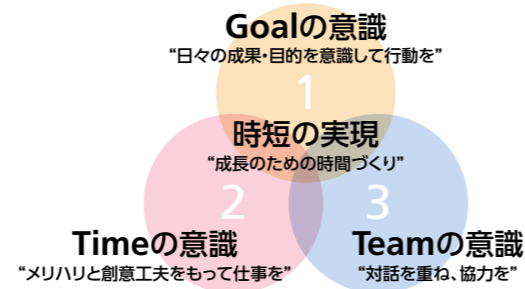 Goalの意識
“日々の成果・目的を意識して行動を”
1
時短の実現
“成長のための時間づくり”
2
3
Timeの意識
“メリハリと創意工夫をもって仕事を”
Teamの意識
“対話を重ね、協力を”